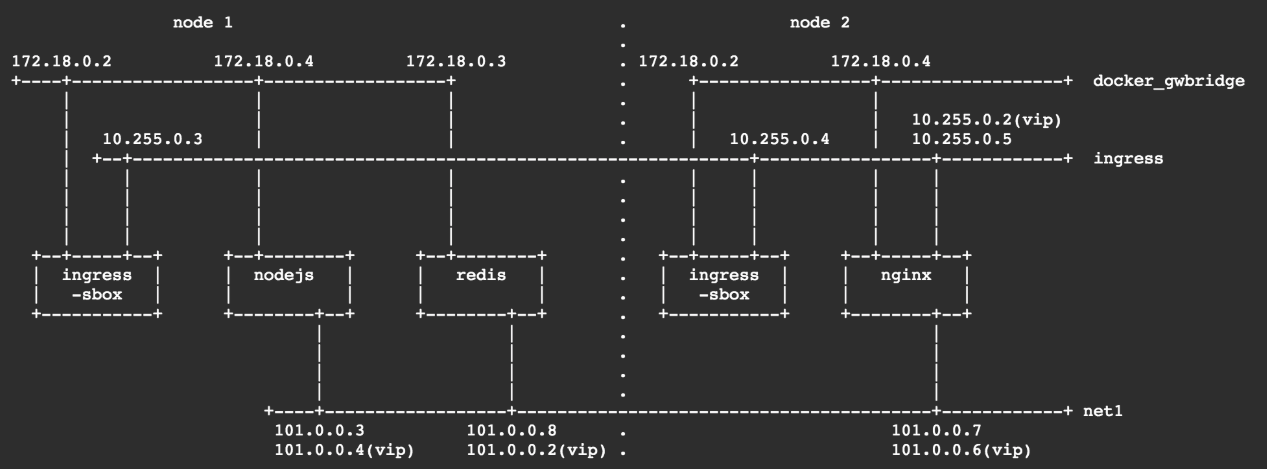 node 1 node 2
172.18.0.2 172.18.0.4 172.18.0.3 172.18.0.2 172.18.0.4
docker_gwbridge
10.255.0.2(vip)
10.255.0.3 10.255.0.4 10.255.0.5
ingress
ingress nodejs redis ingress nginx
-sbox -sbox
net1
101.0.0.3 101.0.0.8 101.0.0.7
101.0.0.4(vip) 101.0.0.2(vip) 101.0.0.6(vip)